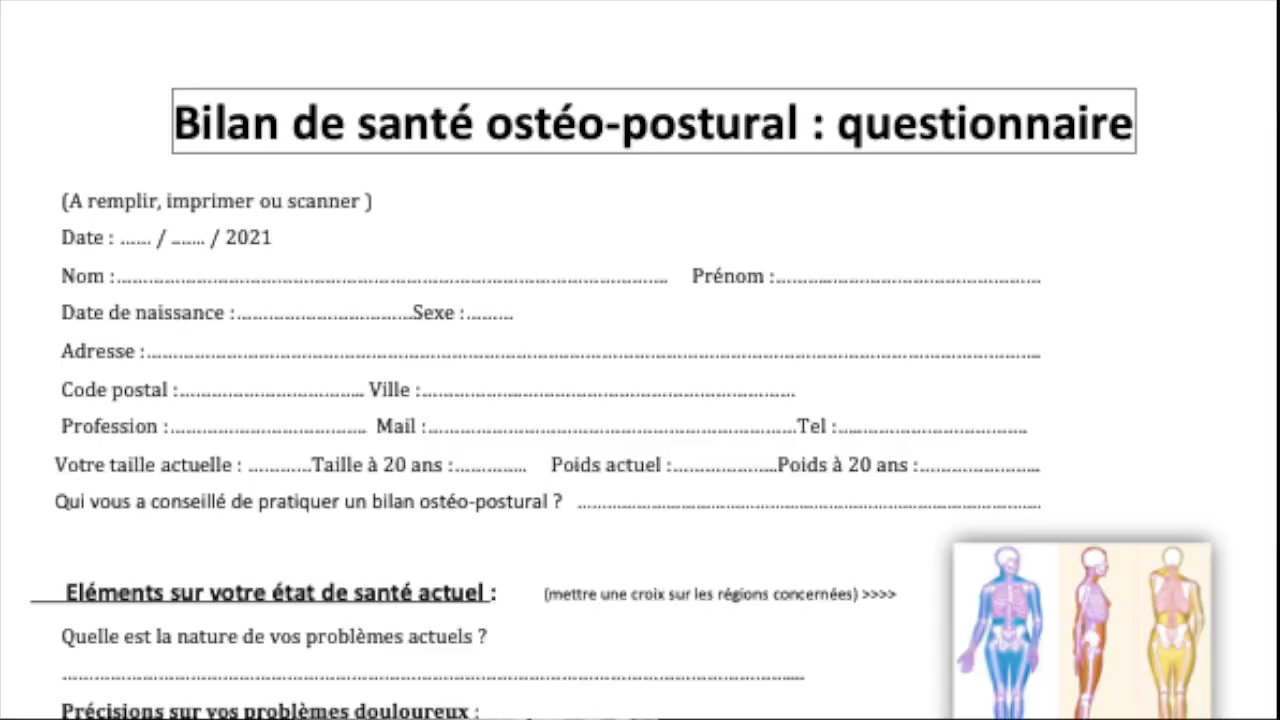 Bilan de santé ostéo-postural : questionnaire
(A remplir, imprimer ou scanner )
Date : ...... / ....... / 2021
Nom :........................................................................................................ Prénom :..................................................
Date de naissance :..................................Sexe :.........
Adresse :..........................................................................................................................................................................
Code postal :................................... Ville :.......................................................................
Profession :..................................... Mail :......................................................................Tel :....................................
Votre taille actuelle : ............Taille à 20 ans :............. Poids actuel :....................Poids à 20 ans :.......................
Qui vous a conseillé de pratiquer un bilan ostéo-postural ? ........................................................................................
Eléments sur votre état de santé actuel : (mettre une croix sur les régions concernées) >>>>
Quelle est la nature de vos problèmes actuels ?
............................................................................................................................................
Précisions sur vos problèmes douloureux :